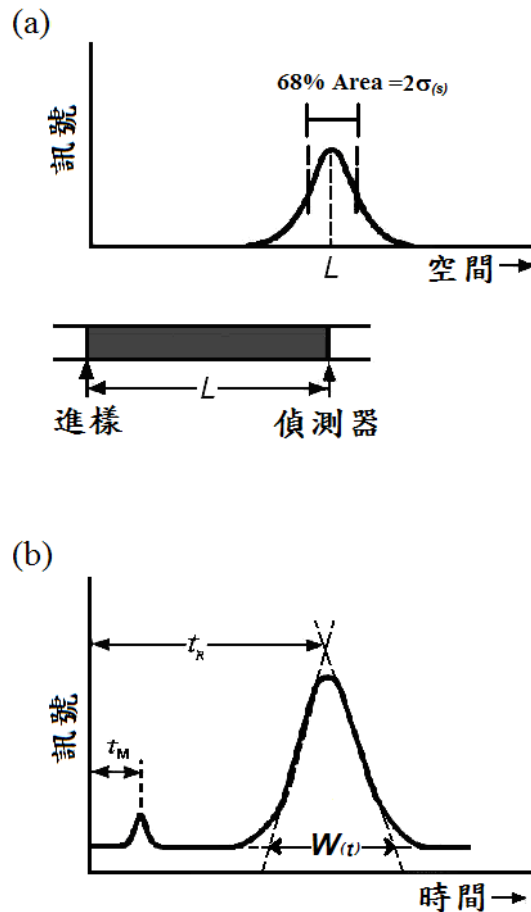 (a)
68% Area =2σ(s)
訊號
L
空間
L
進樣
偵測器
(b)
tR
tM
訊號
W(t)
時間